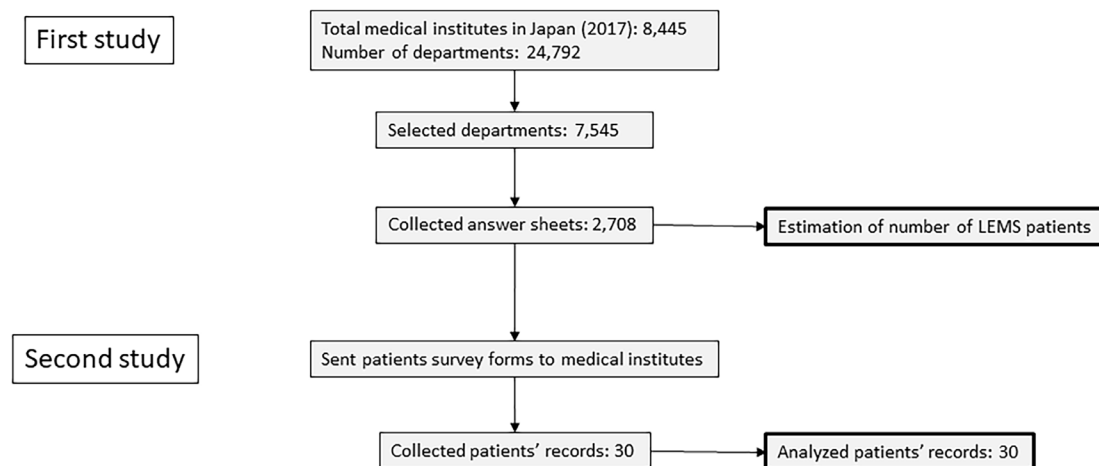 First study
Total medical institutes in Japan (2017): 8,445
Number of departments: 24,792
Selected departments: 7,545
Collected answer sheets: 2,708
Estimation of number of LEMS patients
Second study
Sent patients survey forms to medical institutes
Collected patients' records: 30
Analyzed patients' records: 30